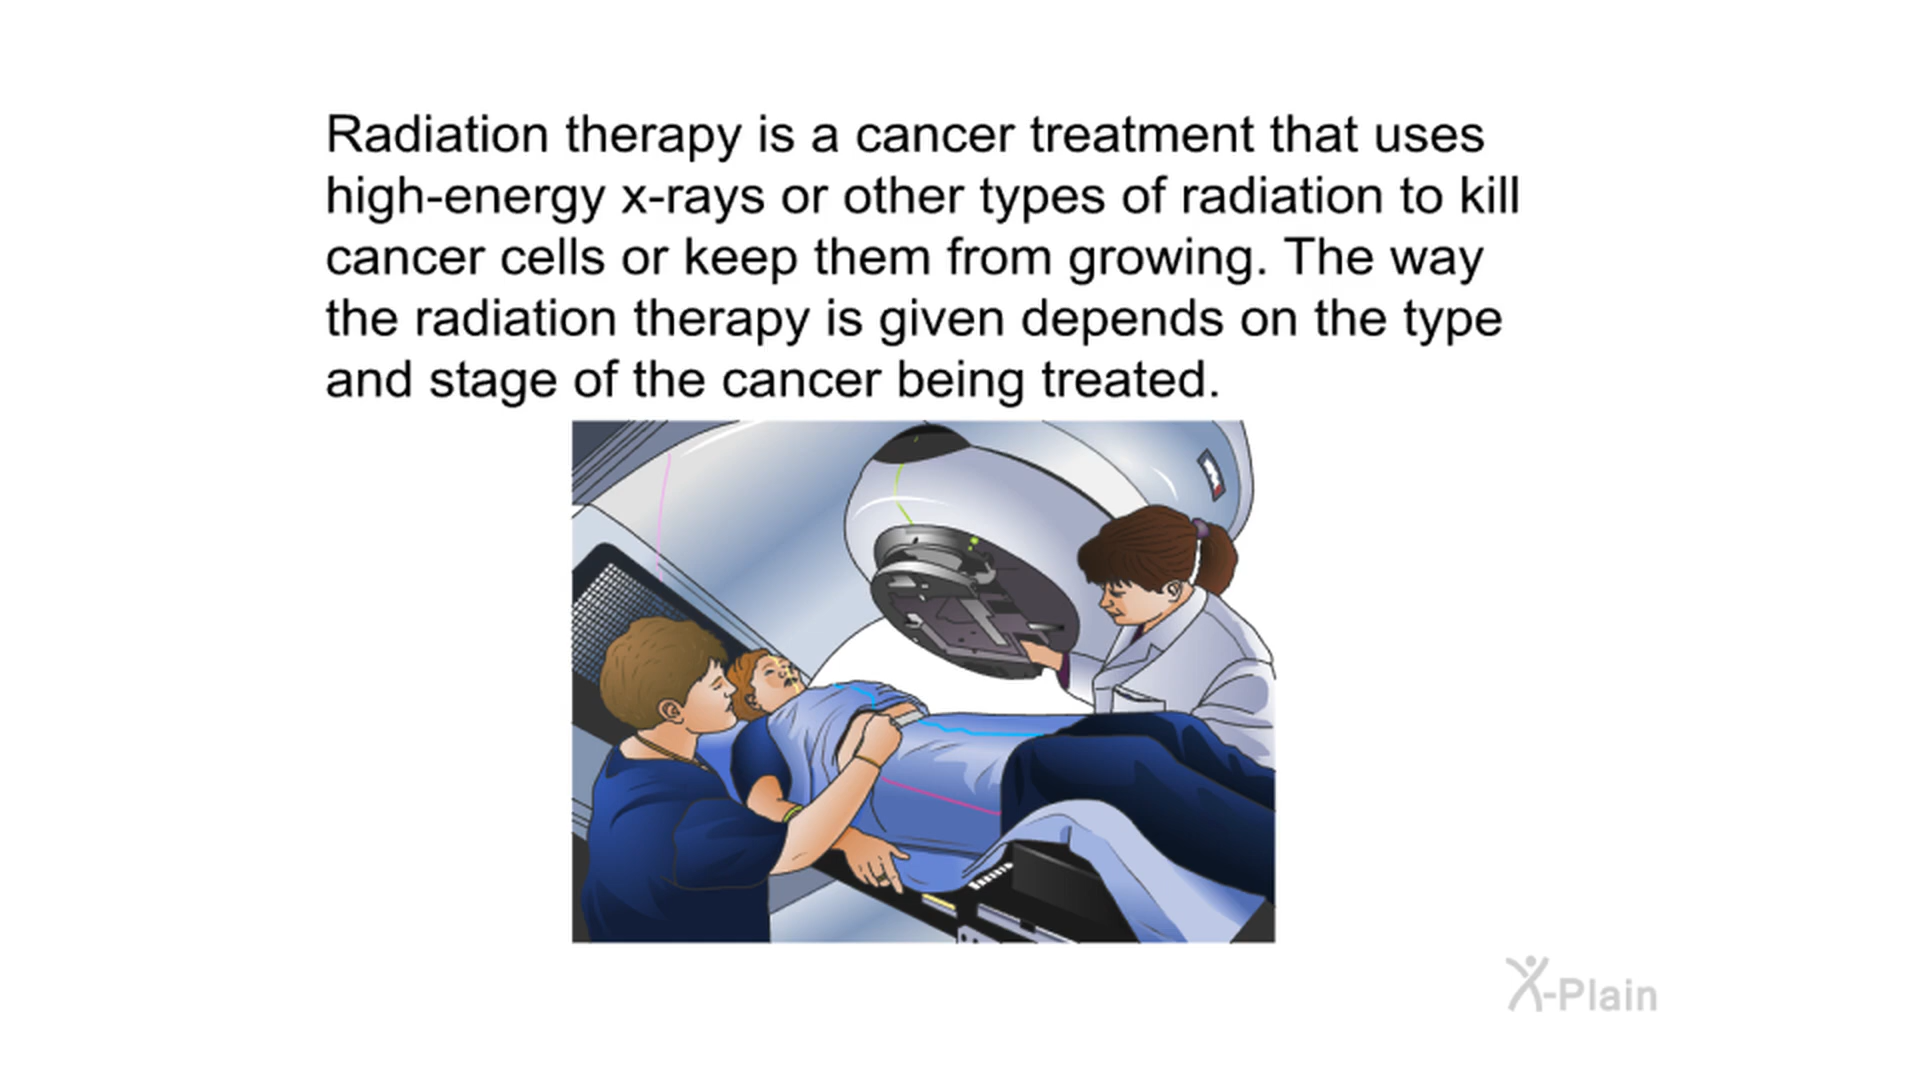 Radiation therapy is a cancer treatment that uses
high-energy x-rays or other types of radiation to kill
cancer cells or keep them from growing. The way
the radiation therapy is given depends on the type
and stage of the cancer being treated.
X-Plain